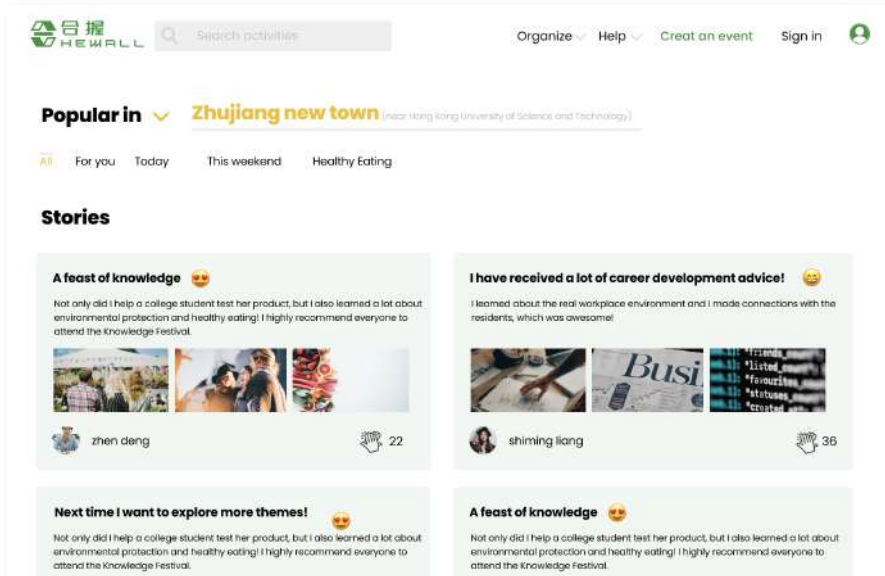 合握
HEWALL
Search activities
Organize Help Creat an event Sign in
Popular in Zhujiang new town (near Hong Kong University of Science and Technology)
All For you Today This weekend Healthy Eating
Stories
A feast of knowledge
Not only did I help a college student test her product, but I also learned a lot about
environmental protection and healthy eating! I highly recommend everyone to
attend the Knowledge Festival.
zhen deng 22
I have received a lot of career development advice!
I learned about the real workplace environment and I made connections with the
residents, which was awesome!
Busi
"friends_count
"listed_count
"favourites
"statuses
"created
shiming liang 36
Next time I want to explore more themes!
Not only did I help a college student test her product, but I also learned a lot about
environmental protection and healthy eating! I highly recommend everyone to
attend the Knowledge Festival.
A feast of knowledge
Not only did I help a college student test her product, but I also learned a lot about
environmental protection and healthy eating! I highly recommend everyone to
attend the Knowledge Festival.